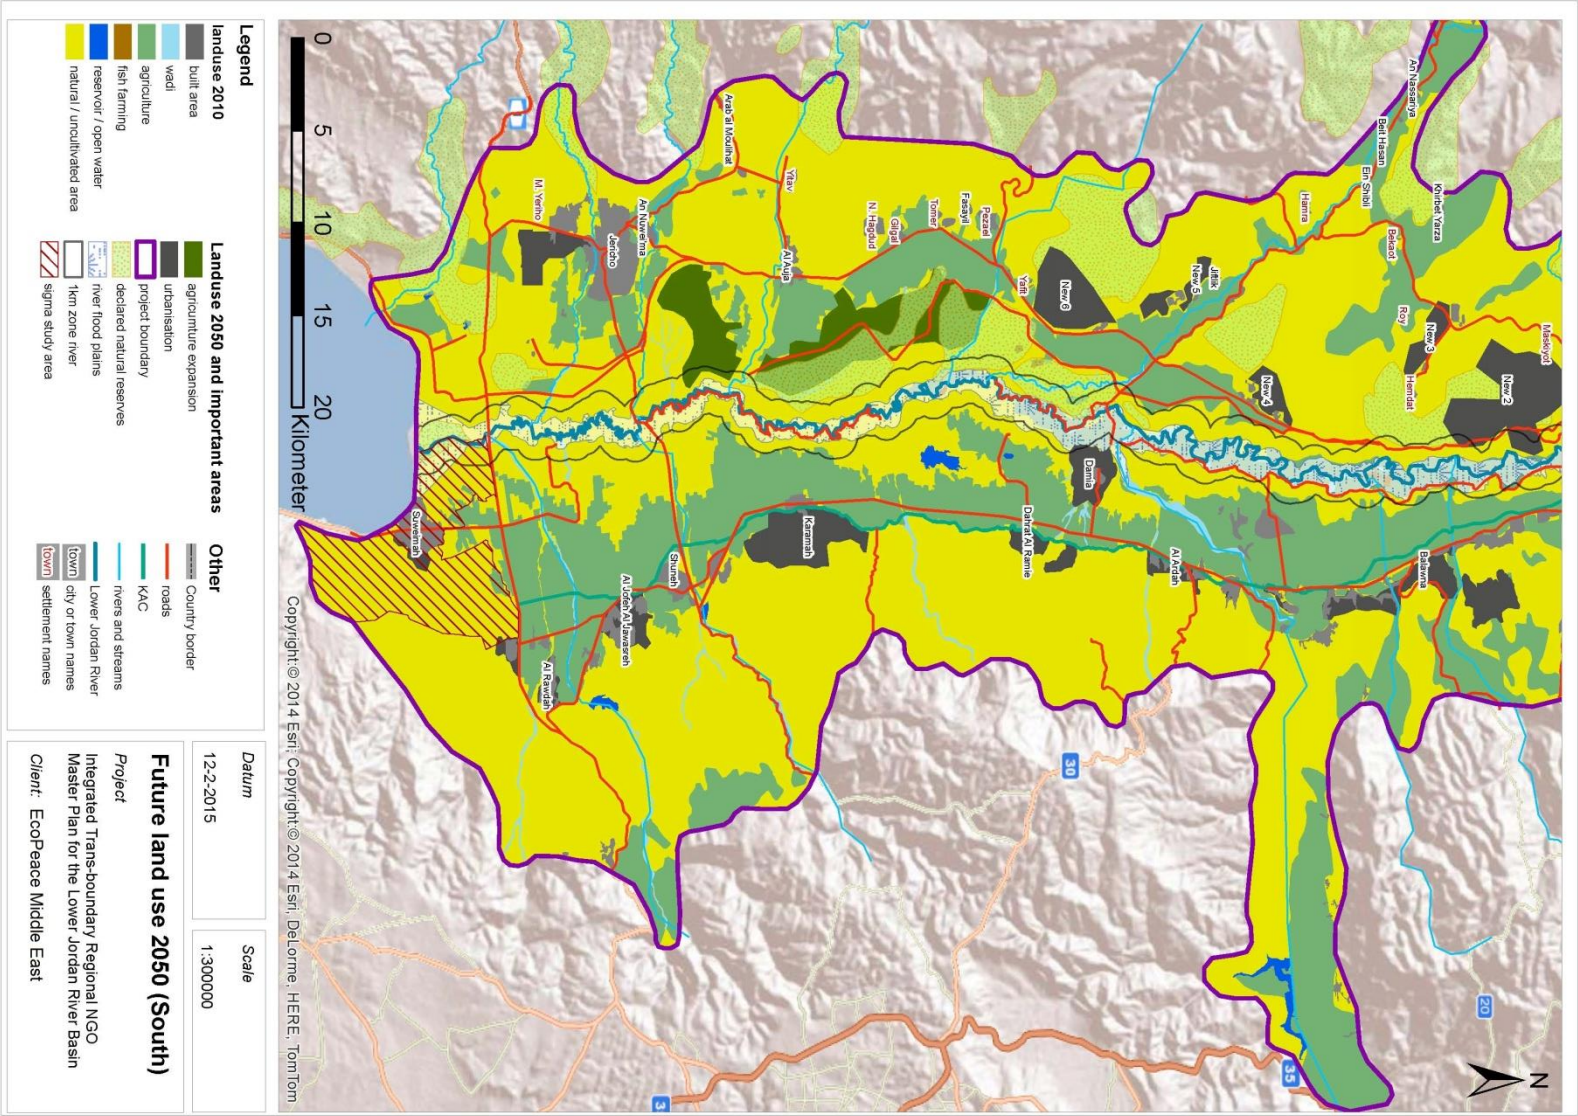 Legend
landuse 2010
built area
wadi
agriculture
fish farming
reservoir / open water
natural / uncultivated area
Landuse 2050 and important areas
agricumture expansion
urbanisation
project boundary
declared natural reserves
river flood plains
1km zone river
sigma study area
Other
Country border
roads
KAC
rivers and streams
Lower Jordan River
town city or town names
town settlement names
Datum
12-2-2015
Scale
1:300000
Future land use 2050 (South)
Project
Integrated Trans-boundary Regional NGO
Master Plan for the Lower Jordan River Basin
Client: EcoPeace Middle East
N
0 5 10 15 20
Kilometer
Copyright:© 2014 Esri; Copyright:© 2014 Esri, DeLorme, HERE, TomTom
An Nassariya
Beit Hasan
En Shibli
Khirbet Yarza
Hamra
Bekaot
Roy
New 3
Hemdat
Maskiyot
New 2
New 4
Jiftlik
New 5
New 6
Yafit
Pezael
Fasayil
Tomer
Gilgal
N. Hagdud
Yitav
Al Auja
Arab al Moulihat
An Nuwei'ma
Jericho
M. Yeriho
Damia
Dahrat Al Ramie
Al Ardah
Balawna
Karamah
Shuneh
Al Jofeh Al Jawasreh
Al Rawdah
Suweimah
30
20
35
3